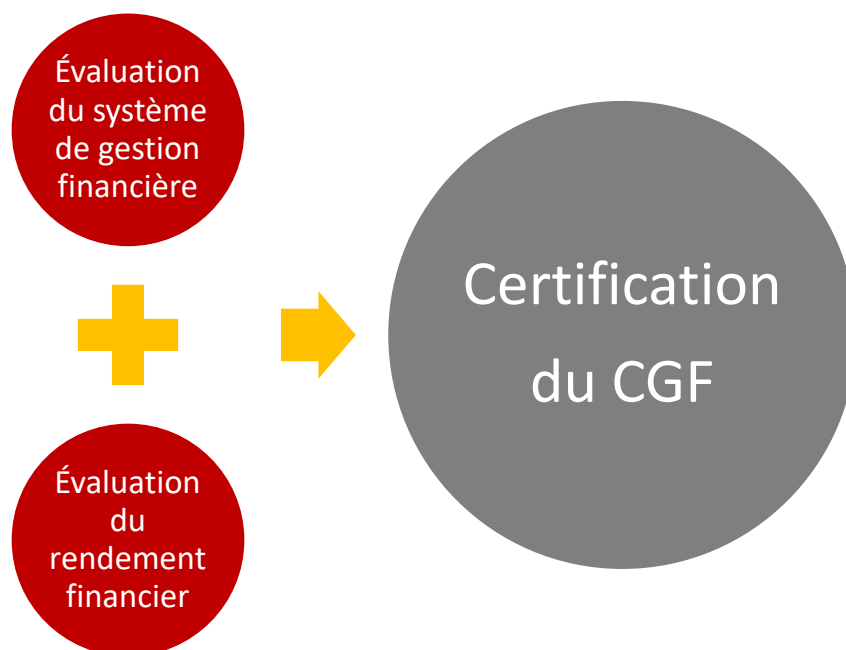 Évaluation
du système
de gestion
financière
Évaluation
du
rendement
financier
Certification
du CGF